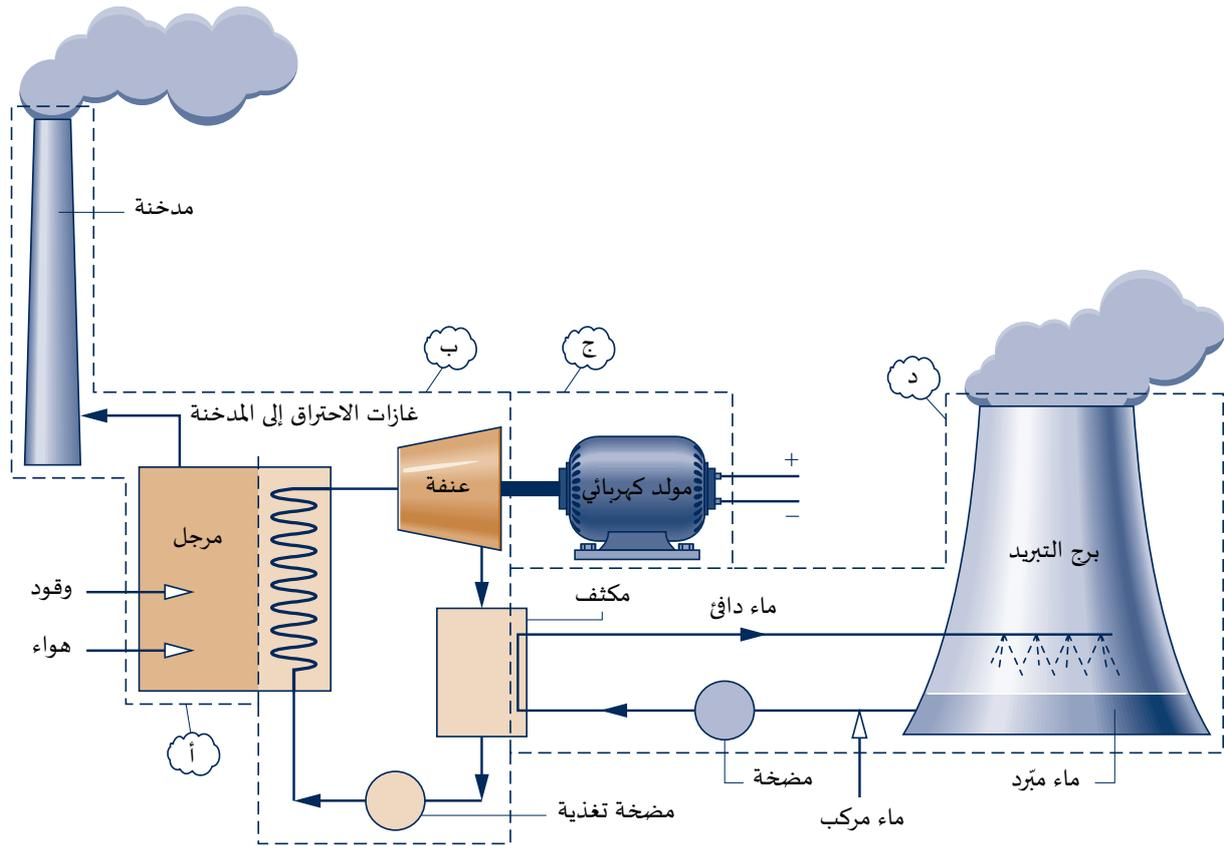 مدخنة
ب
ج
د
غازات الاحتراق إلى المدخنة
عنفة
مولد كهربائي
+
−
مرجل
برج التبريد
وقود
هواء
مكثف
ماء دافئ
أ
مضخة
ماء مبّرد
مضخة تغذية
ماء مركب